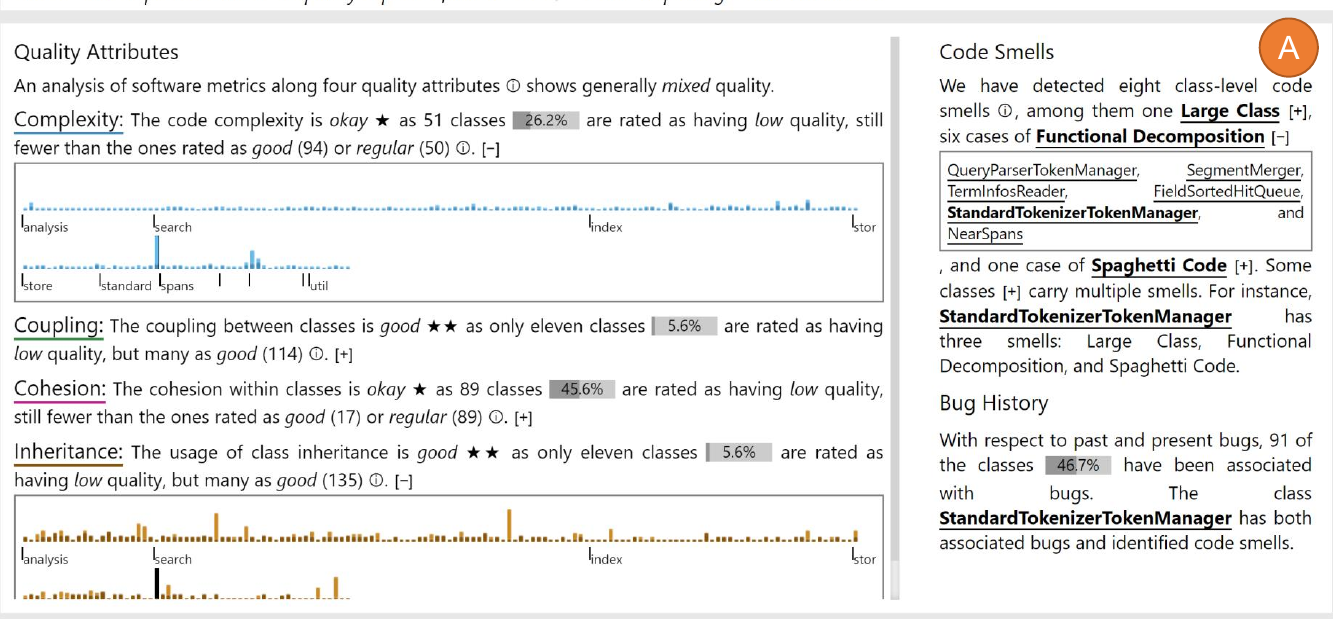 Quality Attributes
An analysis of software metrics along four quality attributes ⓘ shows generally mixed quality.
Complexity: The code complexity is okay ★ as 51 classes 26.2% are rated as having low quality, still
fewer than the ones rated as good (94) or regular (50) ⓘ. [−]
analysis search index stor
store standard spans util
Coupling: The coupling between classes is good ★★ as only eleven classes 5.6% are rated as having
low quality, but many as good (114) ⓘ. [+]
Cohesion: The cohesion within classes is okay ★ as 89 classes 45.6% are rated as having low quality,
still fewer than the ones rated as good (17) or regular (89) ⓘ. [+]
Inheritance: The usage of class inheritance is good ★★ as only eleven classes 5.6% are rated as
having low quality, but many as good (135) ⓘ. [−]
analysis search index stor
A
Code Smells
We have detected eight class-level code
smells ⓘ, among them one Large Class [+],
six cases of Functional Decomposition [−]
QueryParserTokenManager, SegmentMerger,
TermInfosReader, FieldSortedHitQueue,
StandardTokenizerTokenManager, and
NearSpans
, and one case of Spaghetti Code [+]. Some
classes [+] carry multiple smells. For instance,
StandardTokenizerTokenManager has
three smells: Large Class, Functional
Decomposition, and Spaghetti Code.
Bug History
With respect to past and present bugs, 91 of
the classes 46.7% have been associated
with bugs. The class
StandardTokenizerTokenManager has both
associated bugs and identified code smells.